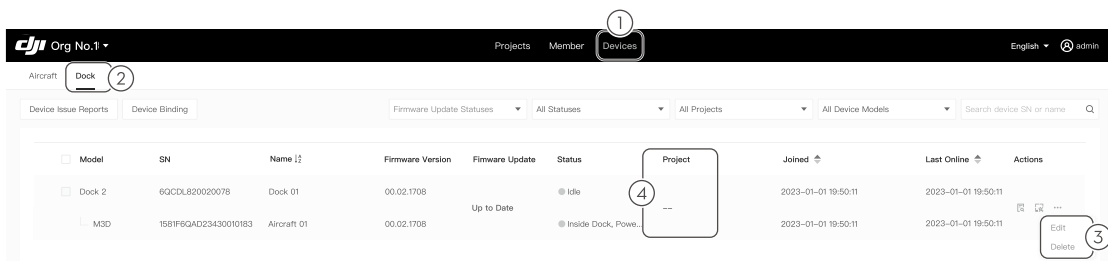 1
dji Org No.1
Projects Member Devices
English admin
Aircraft Dock 2
Device Issue Reports Device Binding Firmware Update Statuses All Statuses All Projects All Device Models Search device SN or name
Model SN Name Firmware Version Fimware Update Status Project Joined Last Online Actions
Dock 2 6QCDL820020078 Dock 01 00.02.1708 Idle 2023-01-01 19:50:11 2023-01-01 19:50:11
4
Up to Date -- ...
M3D 1581F6QAD23430010183 Aircraft 01 00.02.1708 Inside Dock, Powe... 2023-01-01 19:50:11 2023-01-01 19:50:11
Edit
3
Delete